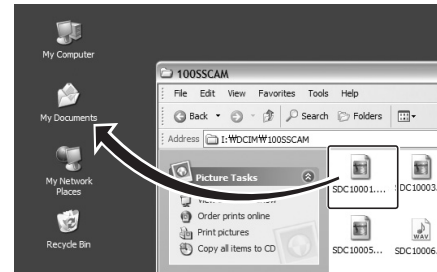 My Computer
My Documents
My Network
Places
Recycle Bin
100SSCAM
File Edit View Favorites Tools Help
Back Search Folders
Address I:₩DCIM₩100SSCAM
Picture Tasks
Order prints online
Print pictures
Copy all items to CD
SDC10001....
SDC10003.
SDC10005...
WAV
SDC10006.